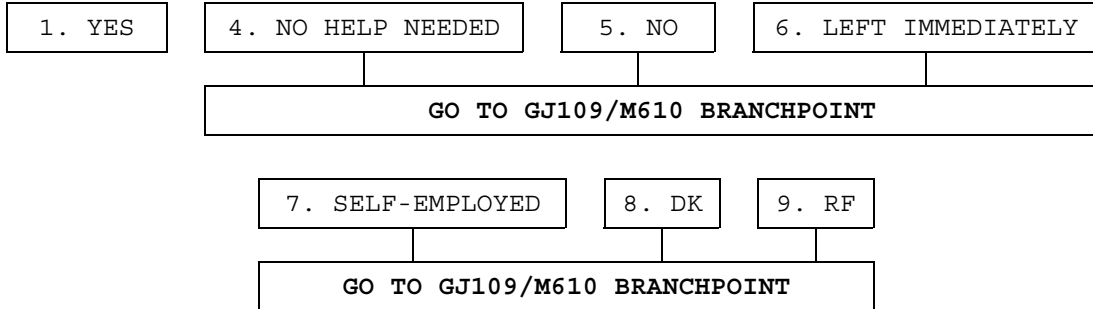 1. YES 4. NO HELP NEEDED 5. NO 6. LEFT IMMEDIATELY
GO TO GJ109/M610 BRANCHPOINT
7. SELF-EMPLOYED 8. DK 9. RF
GO TO GJ109/M610 BRANCHPOINT